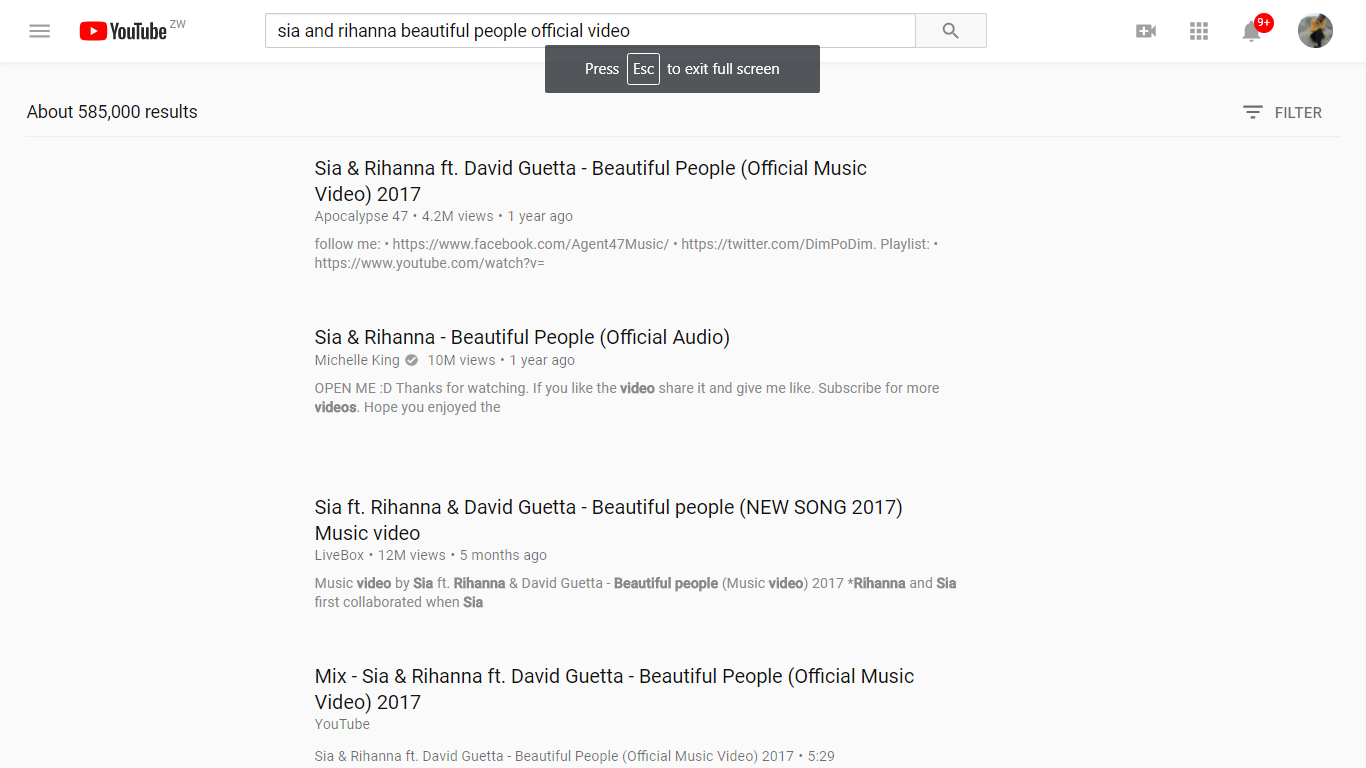 YouTube ZW
sia and rihanna beautiful people official video
9+
Press Esc to exit full screen
About 585,000 results
FILTER
Sia & Rihanna ft. David Guetta - Beautiful People (Official Music
Video) 2017
Apocalypse 47 • 4.2M views • 1 year ago
follow me: • https://www.facebook.com/Agent47Music/ • https://twitter.com/DimPoDim. Playlist: •
https://www.youtube.com/watch?v=
Sia & Rihanna - Beautiful People (Official Audio)
Michelle King 10M views • 1 year ago
OPEN ME :D Thanks for watching. If you like the video share it and give me like. Subscribe for more
videos. Hope you enjoyed the
Sia ft. Rihanna & David Guetta - Beautiful people (NEW SONG 2017)
Music video
LiveBox • 12M views • 5 months ago
Music video by Sia ft. Rihanna & David Guetta - Beautiful people (Music video) 2017 *Rihanna and Sia
first collaborated when Sia
Mix - Sia & Rihanna ft. David Guetta - Beautiful People (Official Music
Video) 2017
YouTube
Sia & Rihanna ft. David Guetta - Beautiful People (Official Music Video) 2017 • 5:29